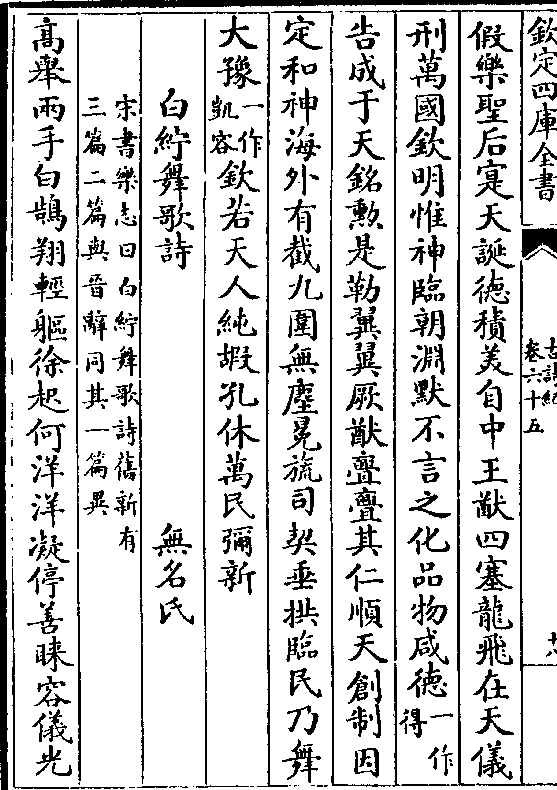 欽定四庫全書
古詩紀
卷六十五
十八
假樂聖后寔天誕德積美自中王猷四塞龍飛在天儀
刑萬國欽明惟神臨朝淵默不言之化品物咸德一作得
告成于天銘勲是勒翼翼厥猷亹亹其仁順天創制因
定和神海外有截九圍無塵冕旒司契垂拱臨民乃舞
大豫一作凱容欽若天人純嘏孔休萬民彌新
白紵舞歌詩 無名氏
宋書樂志曰白紵舞歌詩舊新有
三篇二篇與晉辭同其一篇異
高舉兩手白鵠翔輕軀徐起何洋洋凝停善睐容儀光